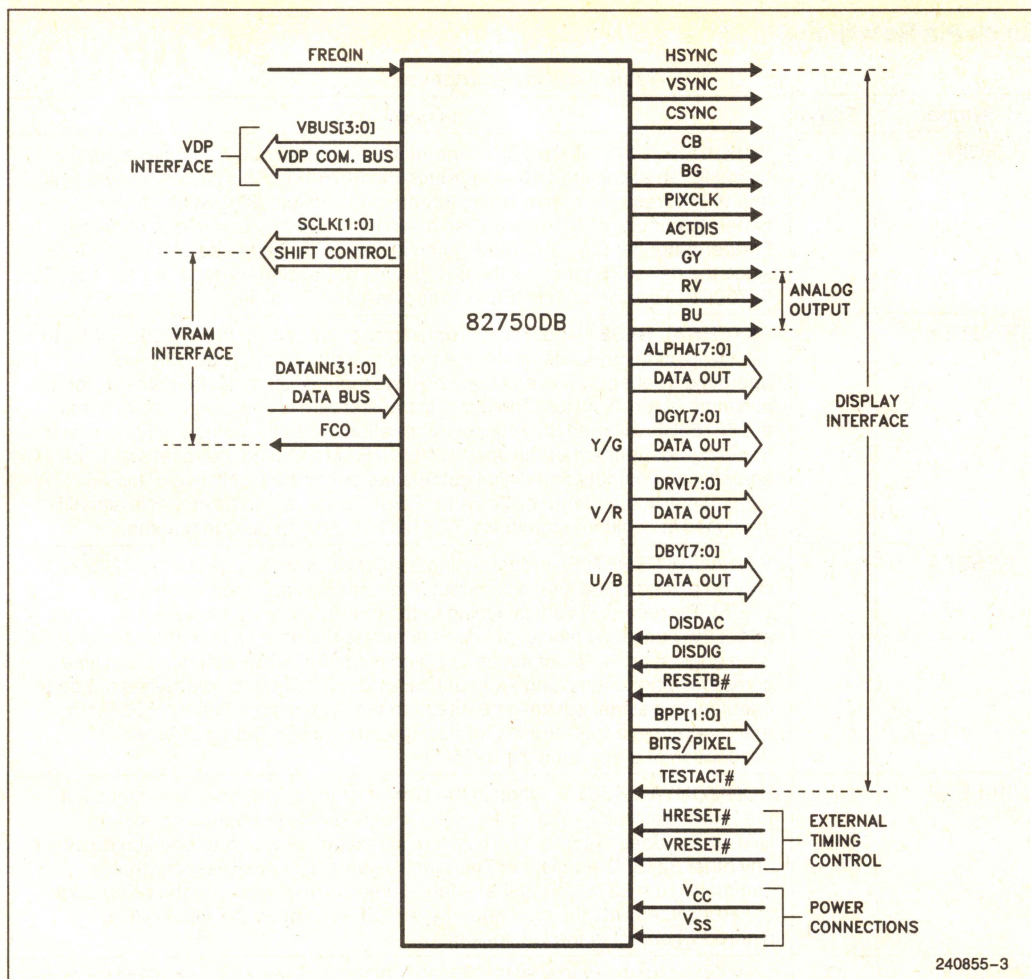 FREQIN
VBUS[3:0]
VDP COM. BUS
VDP
INTERFACE
SCLK[1:0]
SHIFT CONTROL
VRAM
INTERFACE
DATAIN[31:0]
DATA BUS
FCO
82750DB
HSYNC
VSYNC
CSYNC
CB
BG
PIXCLK
ACTDIS
GY
RV
BU
ANALOG
OUTPUT
ALPHA[7:0]
DATA OUT
DGY[7:0]
Y/G DATA OUT
DRV[7:0]
V/R DATA OUT
DBY[7:0]
U/B DATA OUT
DISPLAY
INTERFACE
DISDAC
DISDIG
RESETB#
BPP[1:0]
BITS/PIXEL
TESTACT#
HRESET#
VRESET#
EXTERNAL
TIMING
CONTROL
VCC
VSS
POWER
CONNECTIONS
240855-3